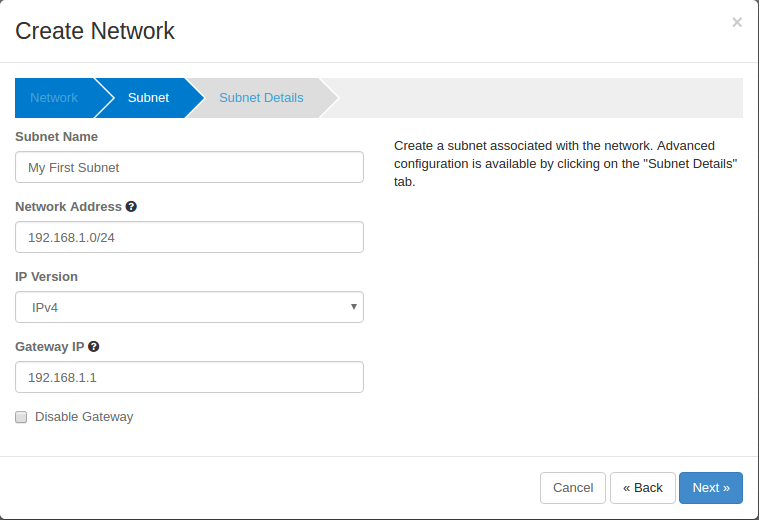 Create Network
×
Network
Subnet
Subnet Details
Subnet Name
My First Subnet
Network Address
192.168.1.0/24
IP Version
IPv4
Gateway IP
192.168.1.1
Disable Gateway
Create a subnet associated with the network. Advanced
configuration is available by clicking on the "Subnet Details"
tab.
Cancel
« Back
Next »